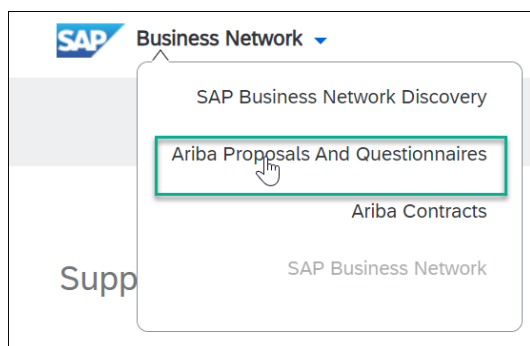 SAP Business Network
SAP Business Network Discovery
Ariba Proposals And Questionnaires
Ariba Contracts
Supp
SAP Business Network